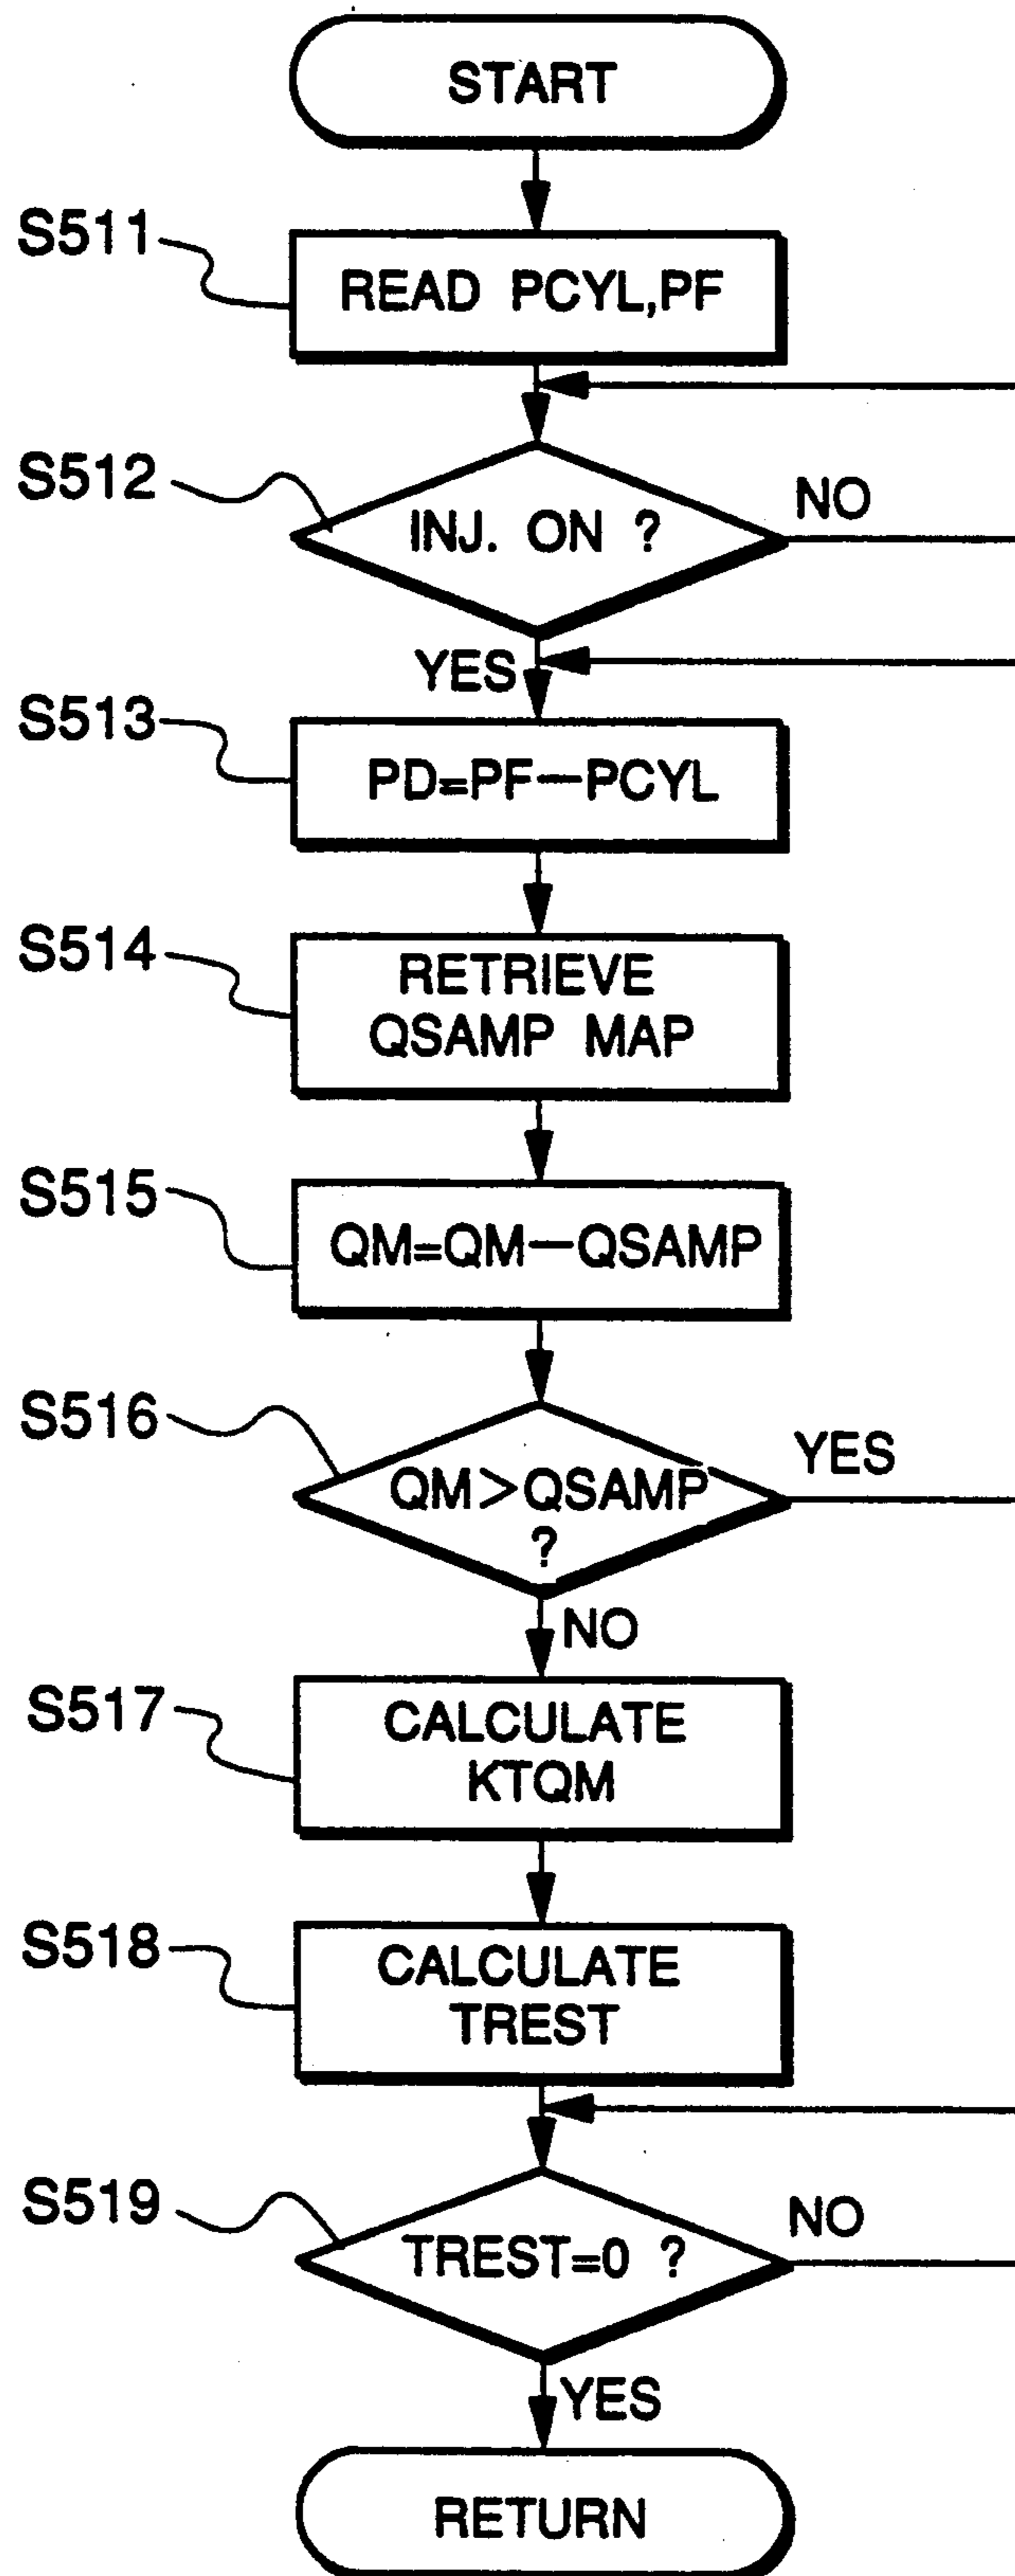 START
S511
READ PCYL,PF
S512
INJ. ON ?
NO
YES
S513
PD=PF—PCYL
S514
RETRIEVE
QSAMP MAP
S515
QM=QM—QSAMP
S516
QM>QSAMP
?
YES
NO
S517
CALCULATE
KTQM
S518
CALCULATE
TREST
S519
TREST=0 ?
NO
YES
RETURN